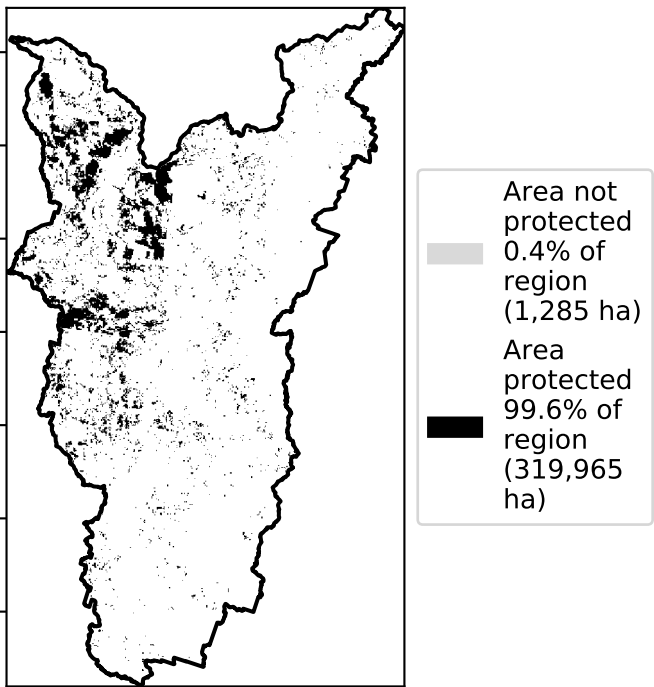 Area not
protected
0.4% of
region
(1,285 ha)
Area
protected
99.6% of
region
(319,965
ha)